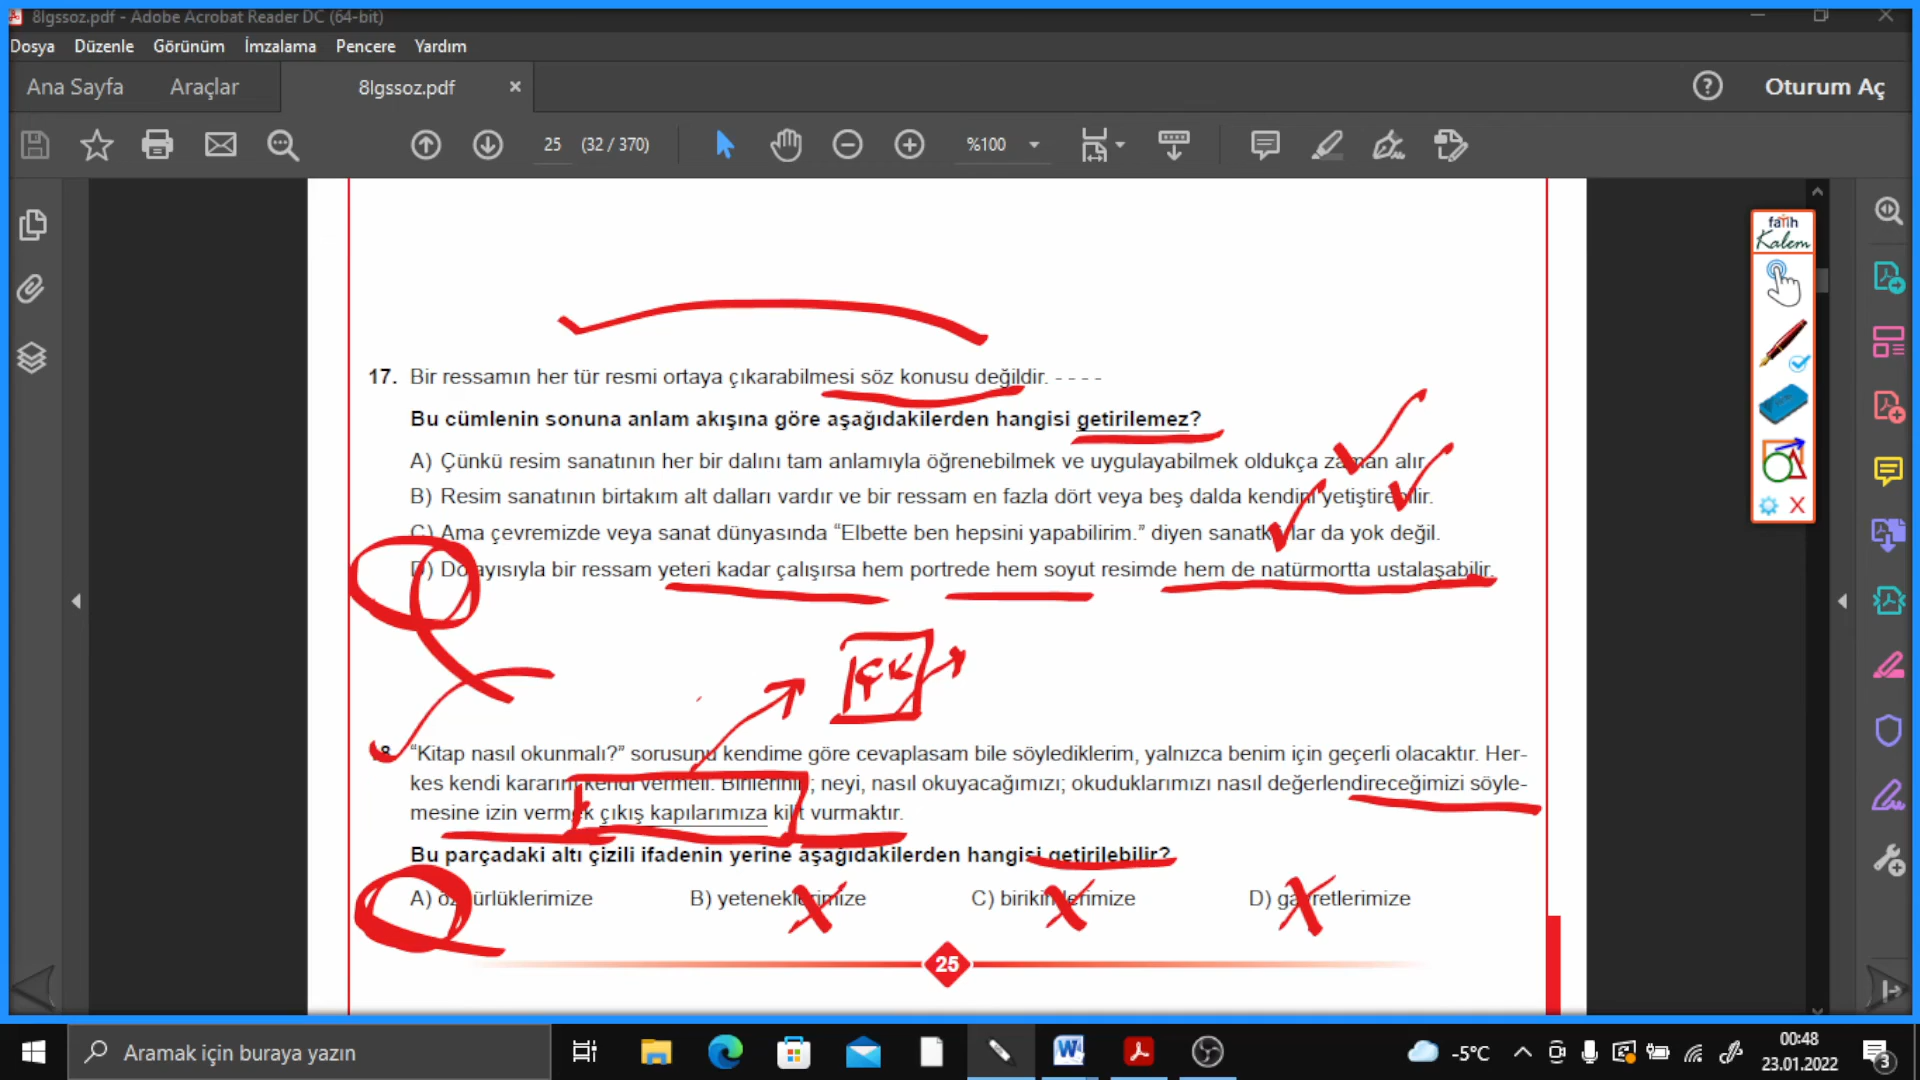 8lgssoz.pdf - Adobe Acrobat Reader DC (64-bit)
Dosya Düzenle Görünüm İmzalama Pencere Yardım
Ana Sayfa Araçlar 8lgssoz.pdf × Oturum Aç
25 (32 / 370) %100
fatih
Kalem
17. Bir ressamın her tür resmi ortaya çıkarabilmesi söz konusu değildir. - - - -
Bu cümlenin sonuna anlam akışına göre aşağıdakilerden hangisi getirilemez?
A) Çünkü resim sanatının her bir dalını tam anlamıyla öğrenebilmek ve uygulayabilmek oldukça zaman alır.
B) Resim sanatının birtakım alt dalları vardır ve bir ressam en fazla dört veya beş dalda kendini yetiştirebilir.
C) Ama çevremizde veya sanat dünyasında “Elbette ben hepsini yapabilirim.” diyen sanatkârlar da yok değil.
D) Dolayısıyla bir ressam yeteri kadar çalışırsa hem portrede hem soyut resimde hem de natürmortta ustalaşabilir.
ÇK
“Kitap nasıl okunmalı?” sorusunu kendime göre cevaplasam bile söylediklerim, yalnızca benim için geçerli olacaktır. Her-
kes kendi kararını kendi vermeli. Birilerinin; neyi, nasıl okuyacağımızı; okuduklarımızı nasıl değerlendireceğimizi söyle-
mesine izin vermek çıkış kapılarımıza kilit vurmaktır.
Bu parçadaki altı çizili ifadenin yerine aşağıdakilerden hangisi getirilebilir?
A) özgürlüklerimize B) yeteneklerimize C) birikimlerimize D) gayretlerimize
25
Aramak için buraya yazın
-5°C
00:48
23.01.2022
3